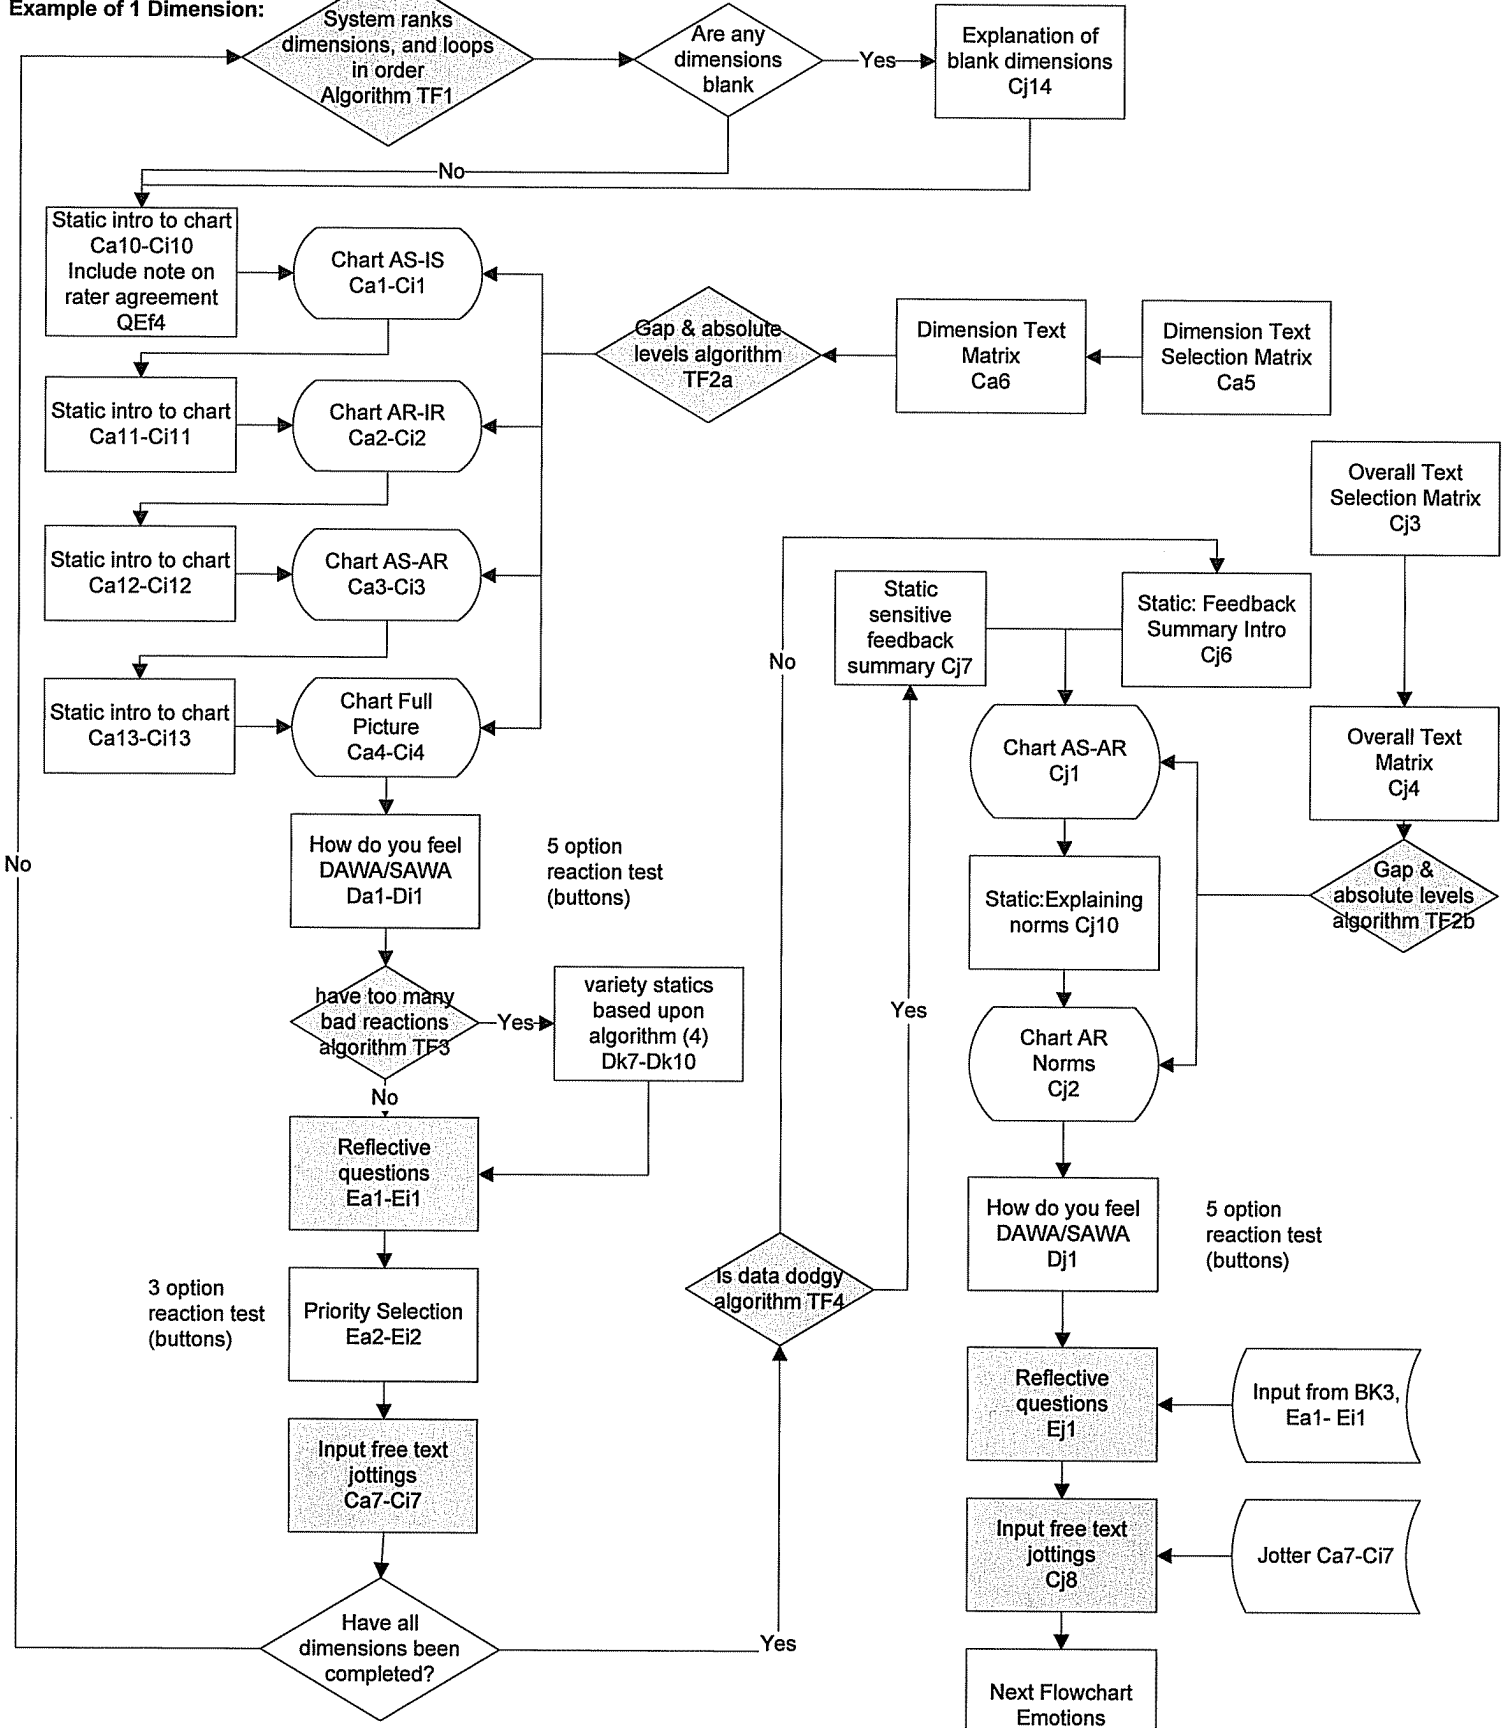 Example of 1 Dimension:
System ranks
dimensions, and loops
in order
Algorithm TF1
Are any
dimensions
blank
Yes
Explanation of
blank dimensions
Cj14
No
Static intro to chart
Ca10-Ci10
Include note on
rater agreement
QEf4
Chart AS-IS
Ca1-Ci1
Gap & absolute
levels algorithm
TF2a
Dimension Text
Matrix
Ca6
Dimension Text
Selection Matrix
Ca5
Static intro to chart
Ca11-Ci11
Chart AR-IR
Ca2-Ci2
Static intro to chart
Ca12-Ci12
Chart AS-AR
Ca3-Ci3
Static intro to chart
Ca13-Ci13
Chart Full
Picture
Ca4-Ci4
How do you feel
DAWA/SAWA
Da1-Di1
5 option
reaction test
(buttons)
No
have too many
bad reactions
algorithm TF3
Yes
variety statics
based upon
algorithm (4)
Dk7-Dk10
No
Reflective
questions
Ea1-Ei1
3 option
reaction test
(buttons)
Priority Selection
Ea2-Ei2
Input free text
jottings
Ca7-Ci7
Have all
dimensions been
completed?
Yes
Is data dodgy
algorithm TF4
No
Yes
Static
sensitive
feedback
summary Cj7
Static: Feedback
Summary Intro
Cj6
Overall Text
Selection Matrix
Cj3
Overall Text
Matrix
Cj4
Gap &
absolute levels
algorithm TF2b
Chart AS-AR
Cj1
Static:Explaining
norms Cj10
Chart AR
Norms
Cj2
How do you feel
DAWA/SAWA
Dj1
5 option
reaction test
(buttons)
Reflective
questions
Ej1
Input from BK3,
Ea1- Ei1
Input free text
jottings
Cj8
Jotter Ca7-Ci7
Next Flowchart
Emotions